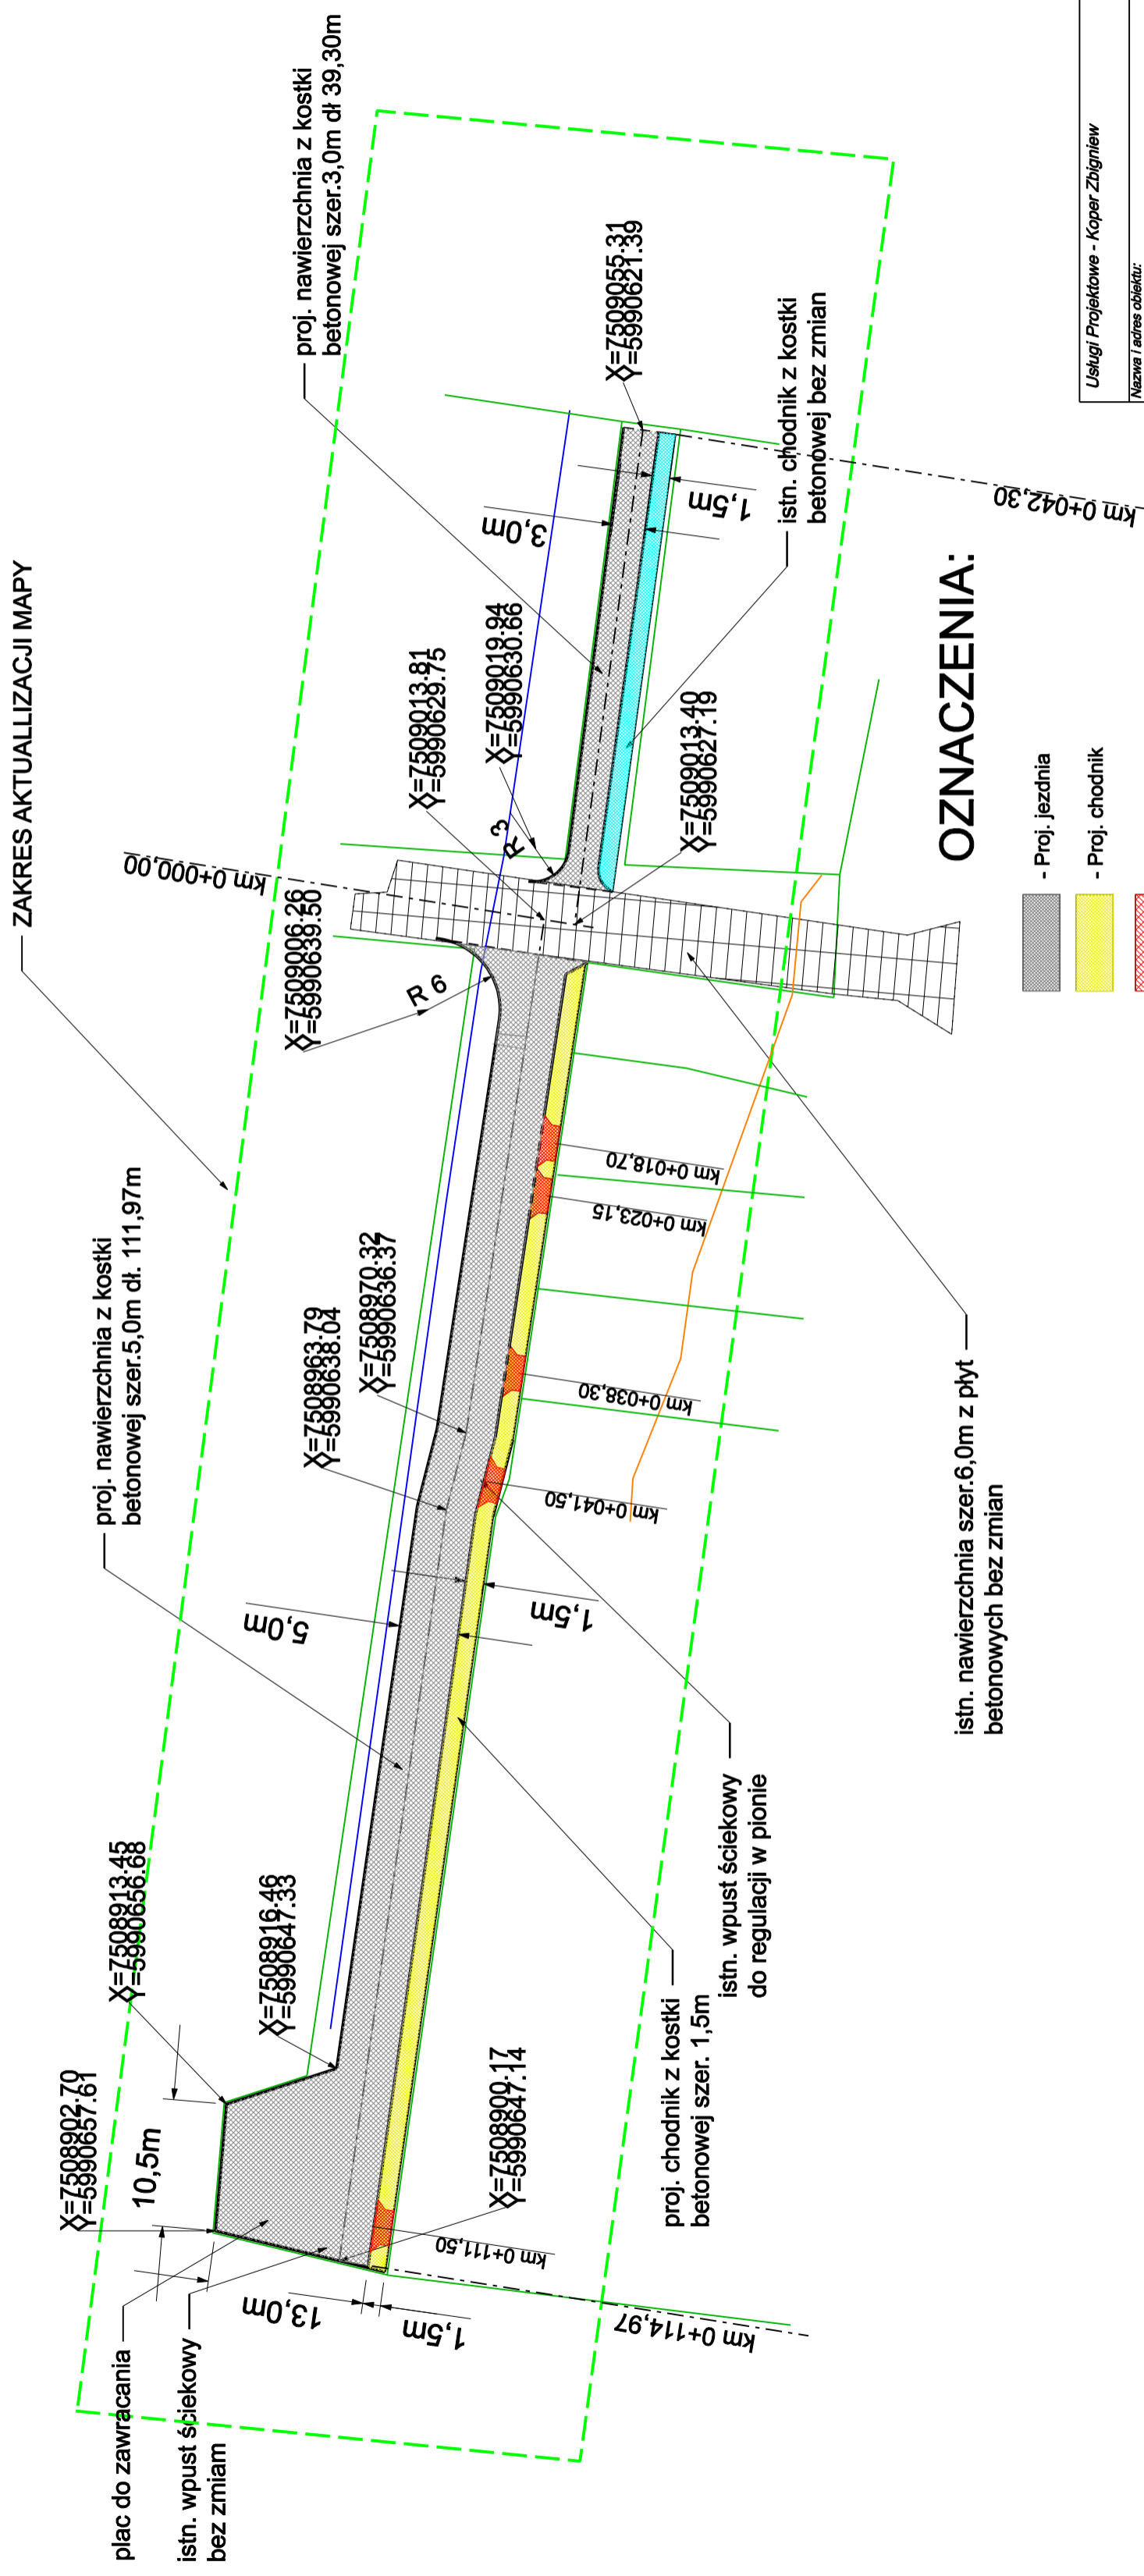 ZAKRES AKTUALLIZACJI MAPY
proj. nawierzchnia z kostki
betonowej szer.3,0m dł 39,30m
X=7509055.31
Y=5990621.39
istn. chodnik z kostki
betonowej bez zmian
3,0m
1,5m
km 0+042,30
X=7509013.81
Y=5990629.75
X=7509019.94
Y=5990630.66
R 3
X=7509013.40
Y=5990627.19
km 0+000,00
X=7509006.26
Y=5990639.50
R 6
proj. nawierzchnia z kostki
betonowej szer.5,0m dł. 111,97m
X=7508963.79
Y=5990638.04
X=7508970.32
Y=5990636.37
km 0+018,70
km 0+023,15
km 0+038,30
km 0+041,50
5,0m
1,5m
istn. nawierzchnia szer.6,0m z płyt
betonowych bez zmian
istn. wpust ściekowy
do regulacji w pionie
proj. chodnik z kostki
betonowej szer. 1,5m
X=7508913.45
Y=5990656.68
X=7508916.46
Y=5990647.33
X=7508902.70
Y=5990657.61
10,5m
X=7508900.17
Y=5990647.14
km 0+111,50
13,0m
1,5m
km 0+114,97
plac do zawracania
istn. wpust ściekowy
bez zmiam
OZNACZENIA:
- Proj. jezdnia
- Proj. chodnik
Usługi Projektowe - Koper Zbigniew
Nazwa i adres obiektu: